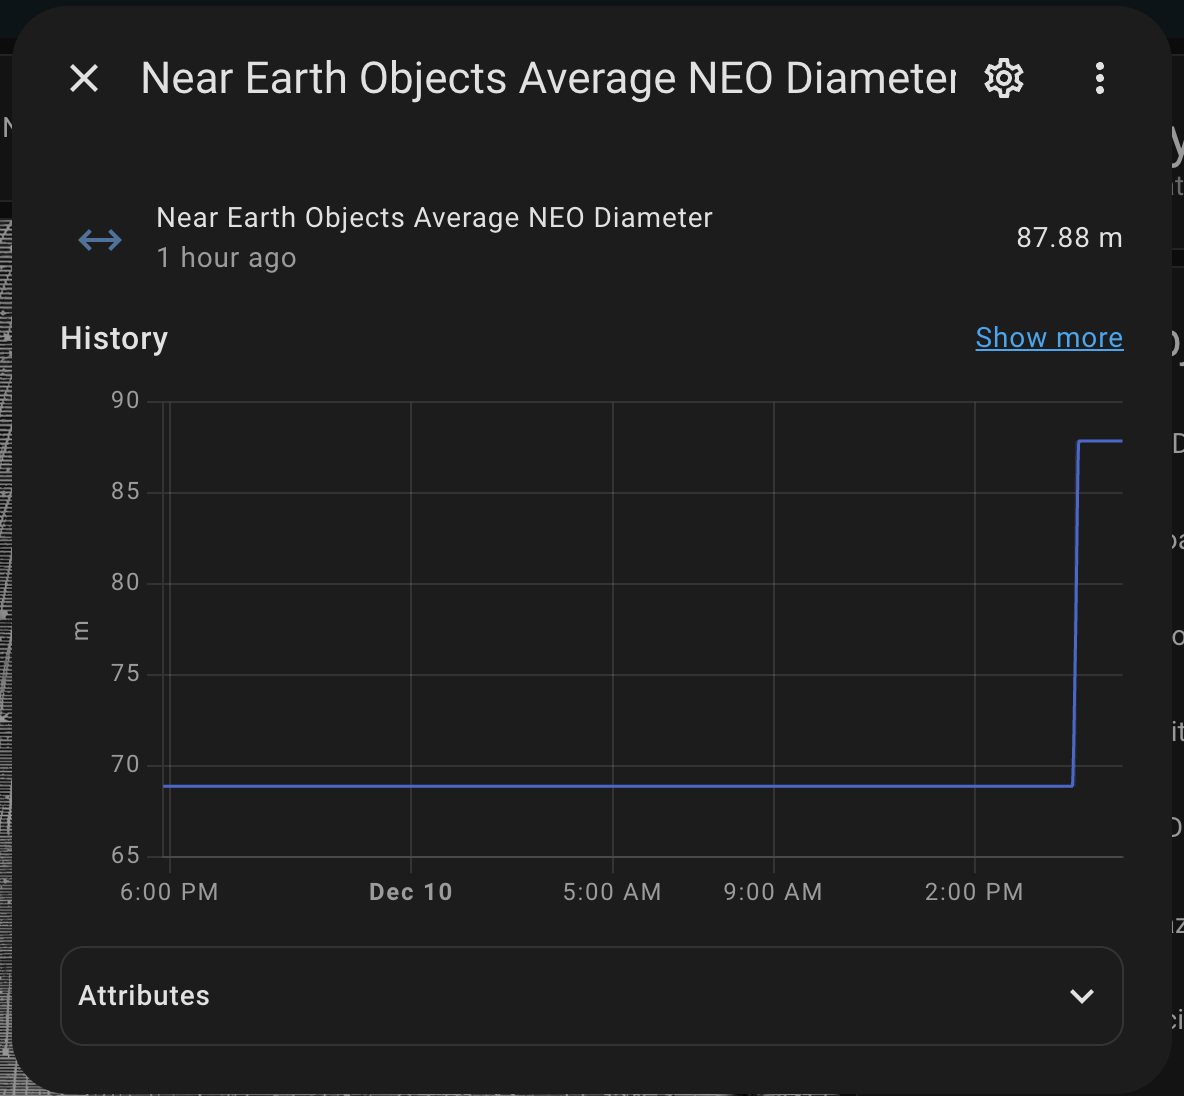 Near Earth Objects Average NEO Diameter
Near Earth Objects Average NEO Diameter
87.88 m
1 hour ago
History
Show more
90
85
80
75
70
65
m
6:00 PM
Dec 10
5:00 AM
9:00 AM
2:00 PM
Attributes